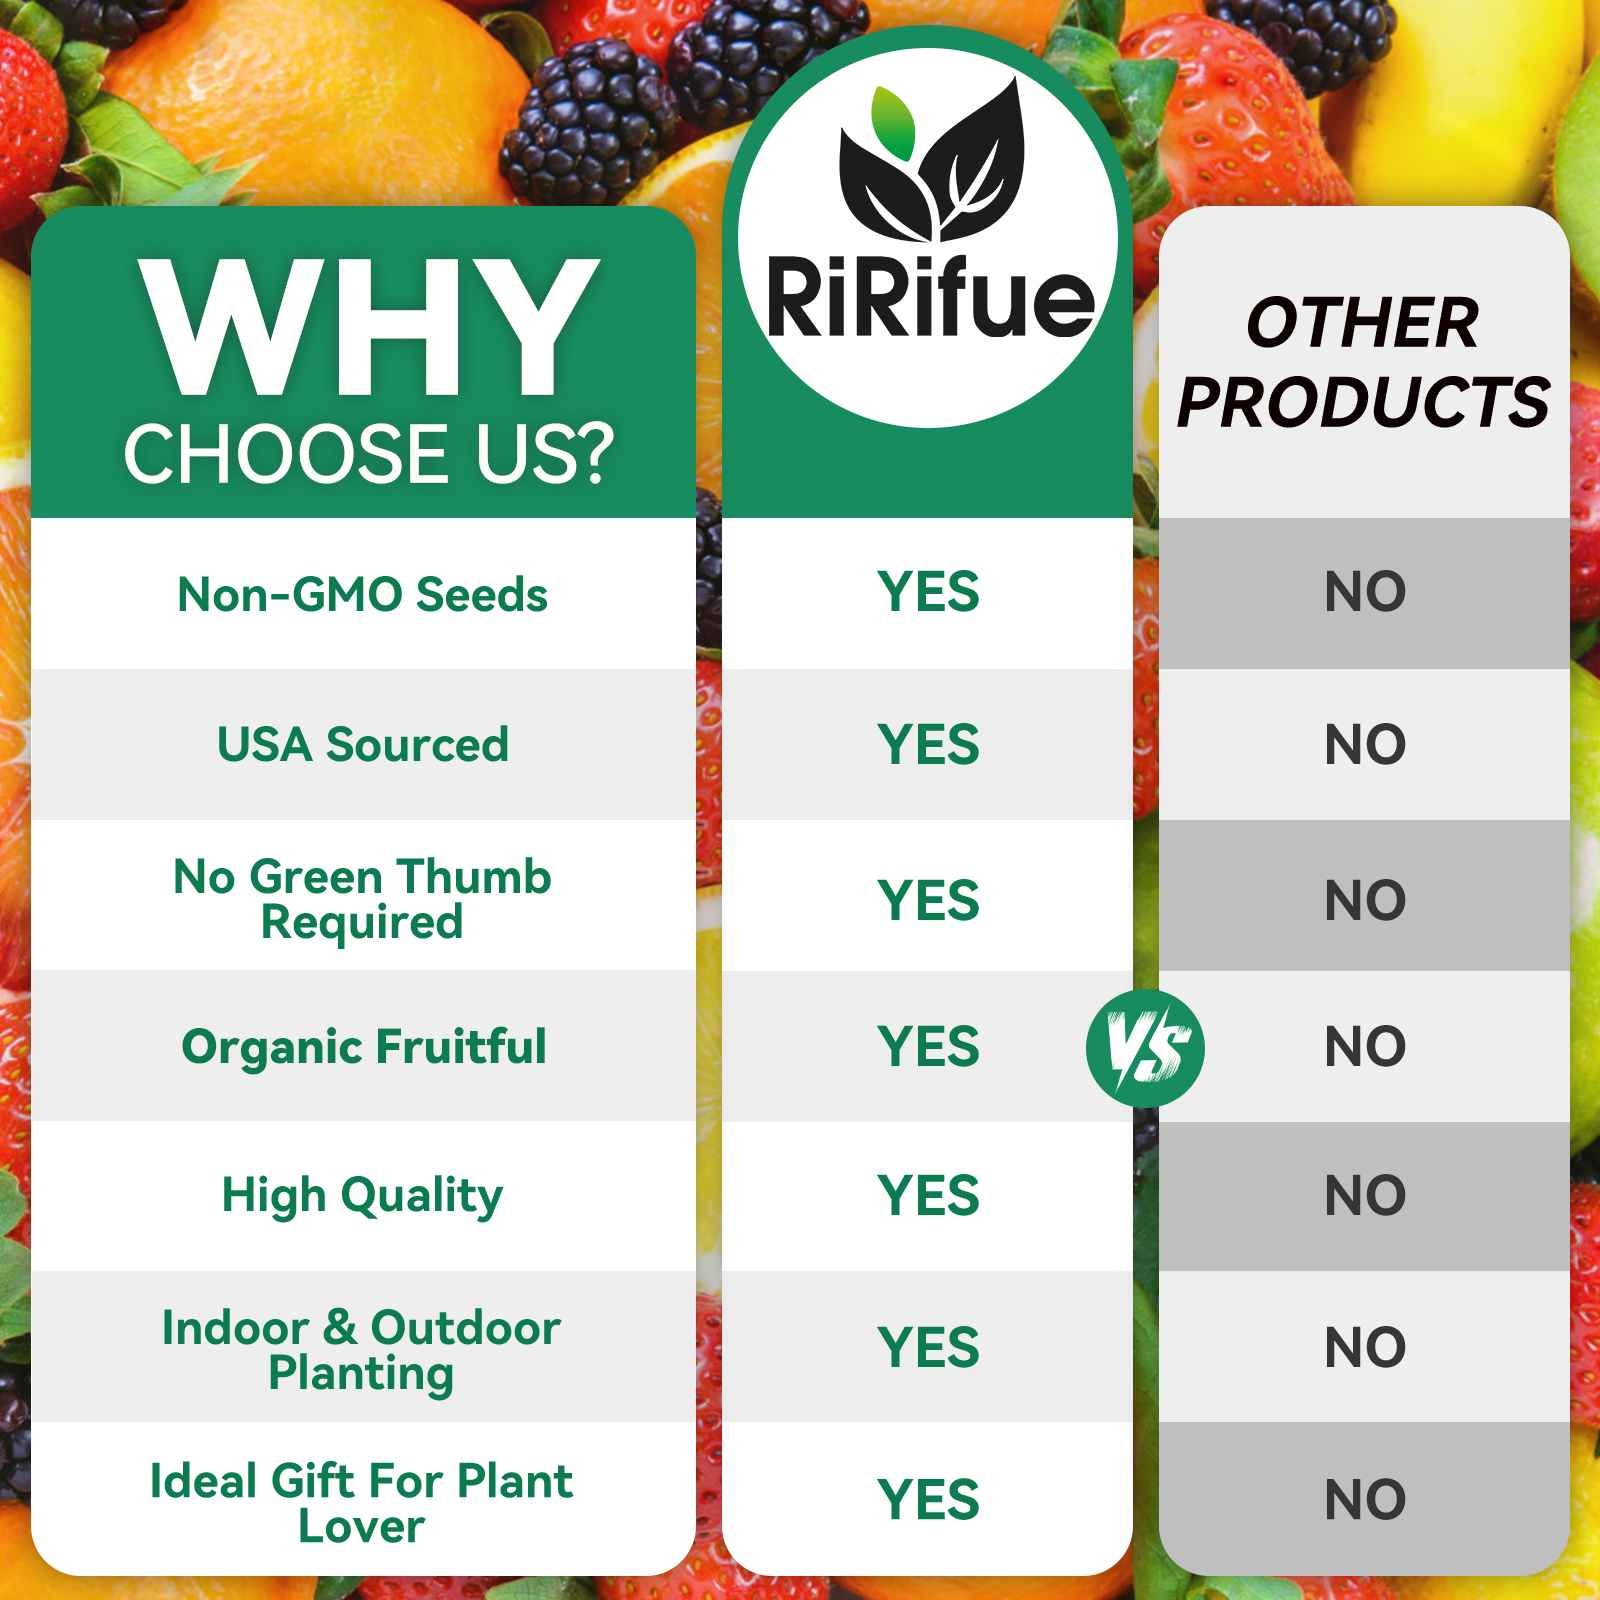 WHY
CHOOSE US?
RiRifue
OTHER
PRODUCTS
Non-GMO Seeds
YES
NO
USA Sourced
YES
NO
No Green Thumb
Required
YES
NO
Organic Fruitful
YES
VS
NO
High Quality
YES
NO
Indoor & Outdoor
Planting
YES
NO
Ideal Gift For Plant
Lover
YES
NO